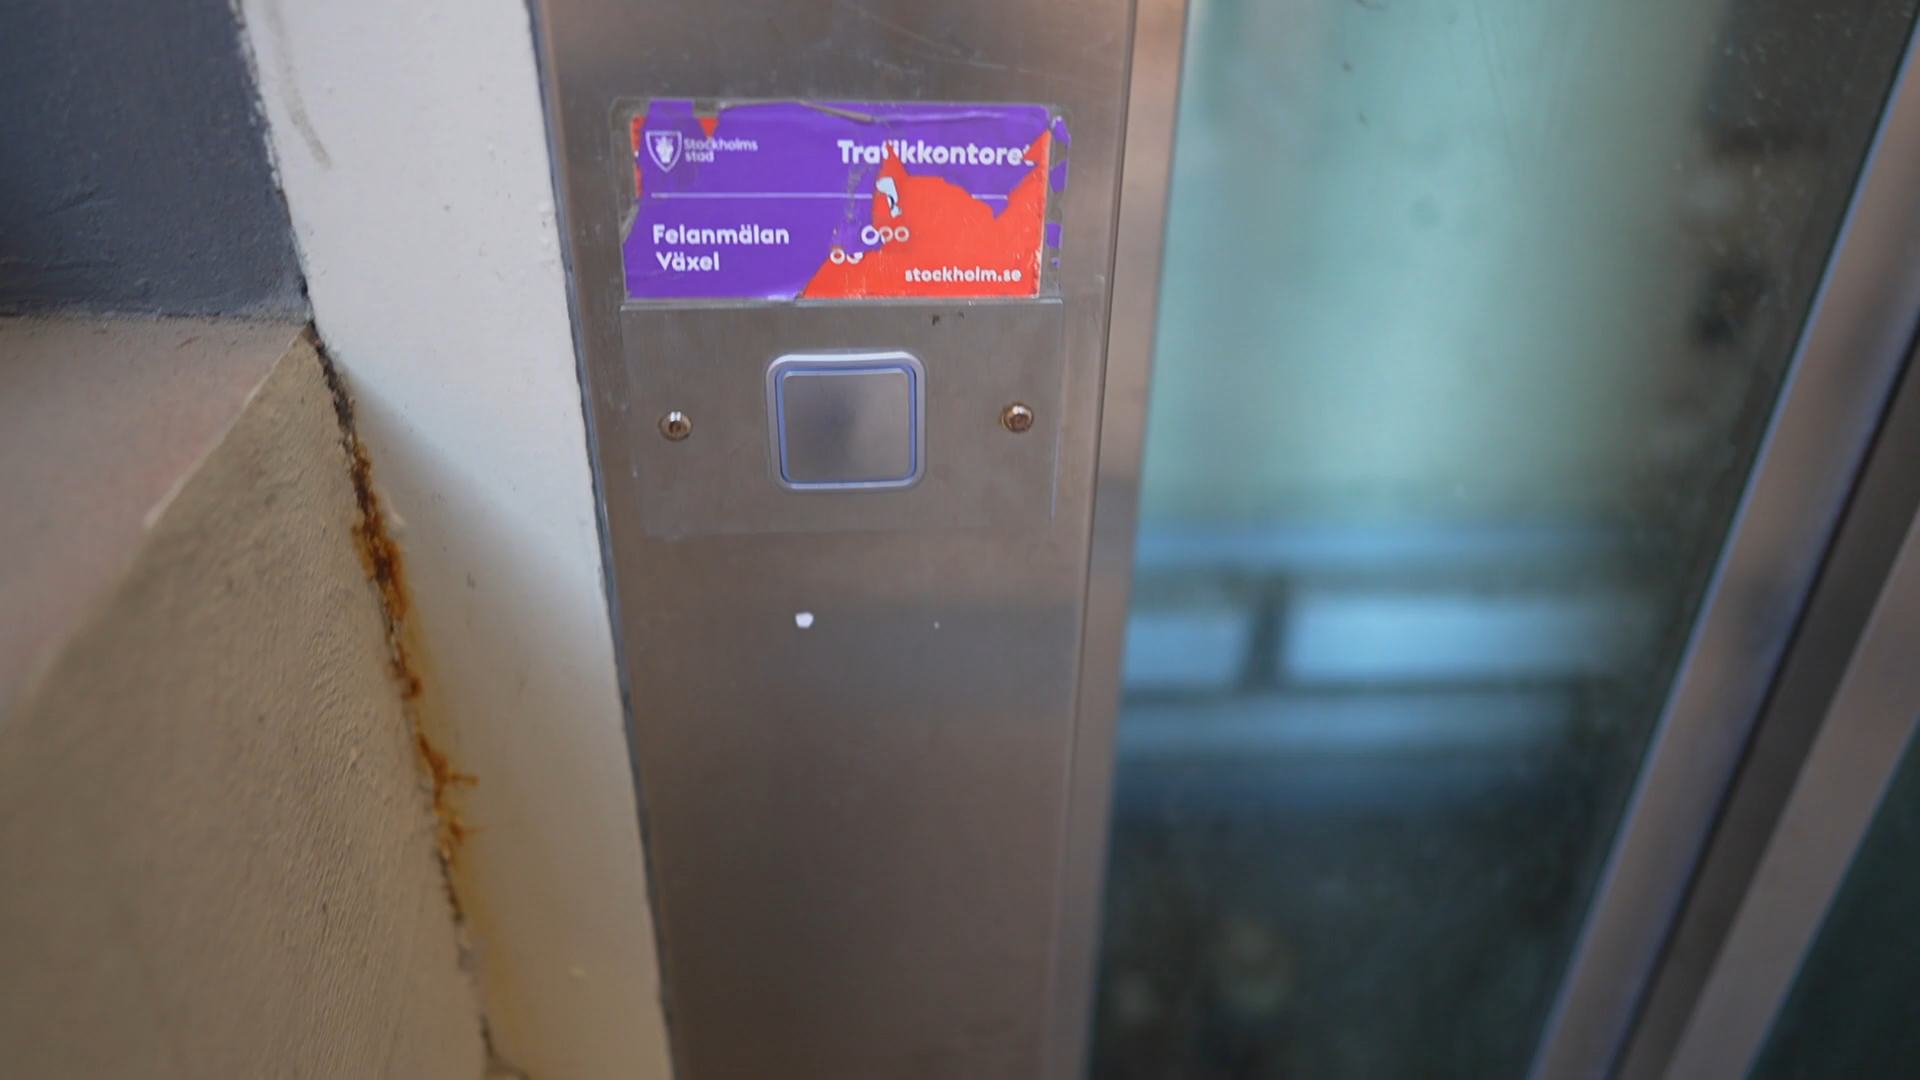 Stockholms
stad
Trafikkontoret
Felanmälan
Växel
stockholm.se